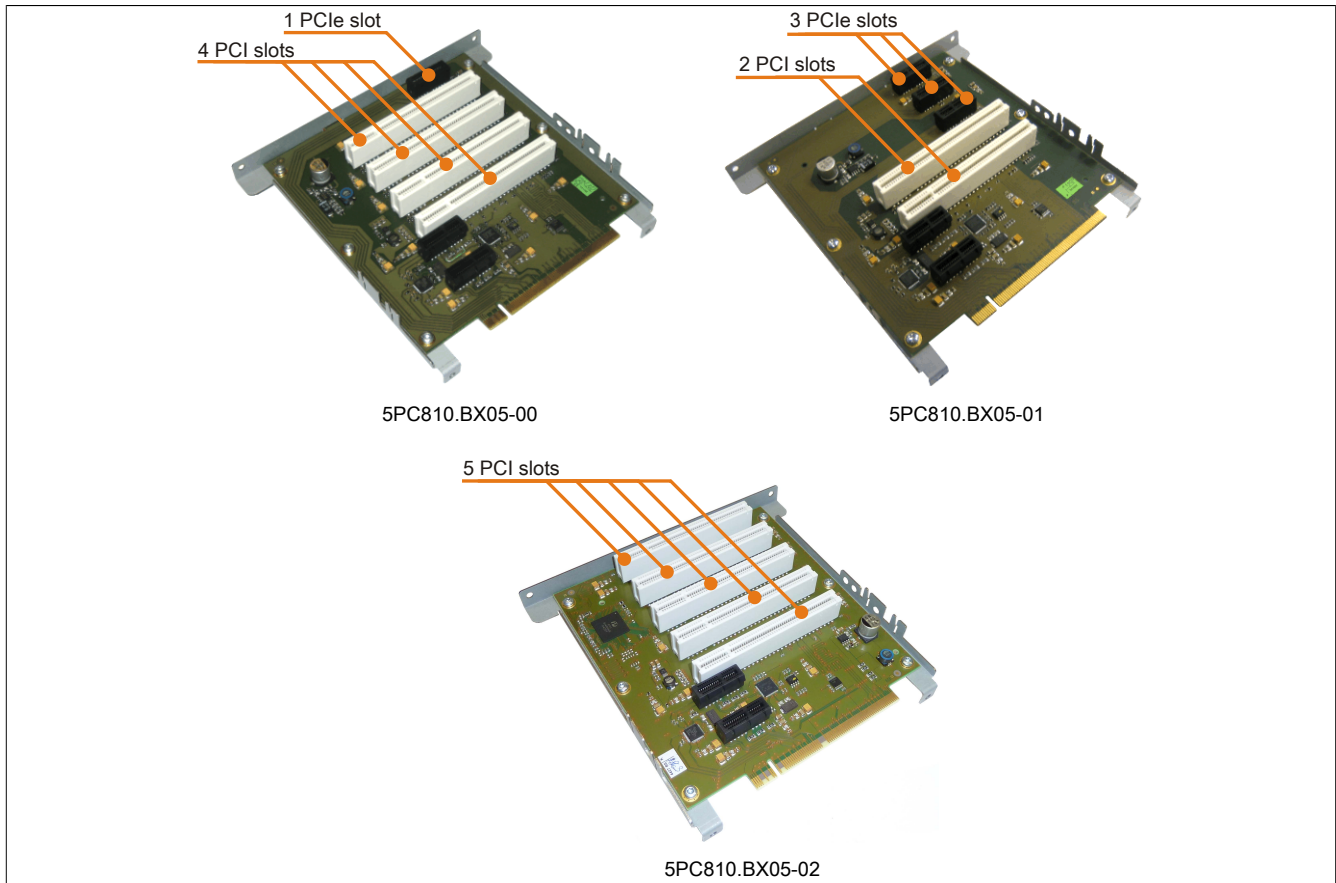 1 PCIe slot
4 PCI slots
3 PCIe slots
2 PCI slots
5PC810.BX05-00
5PC810.BX05-01
5 PCI slots
5PC810.BX05-02